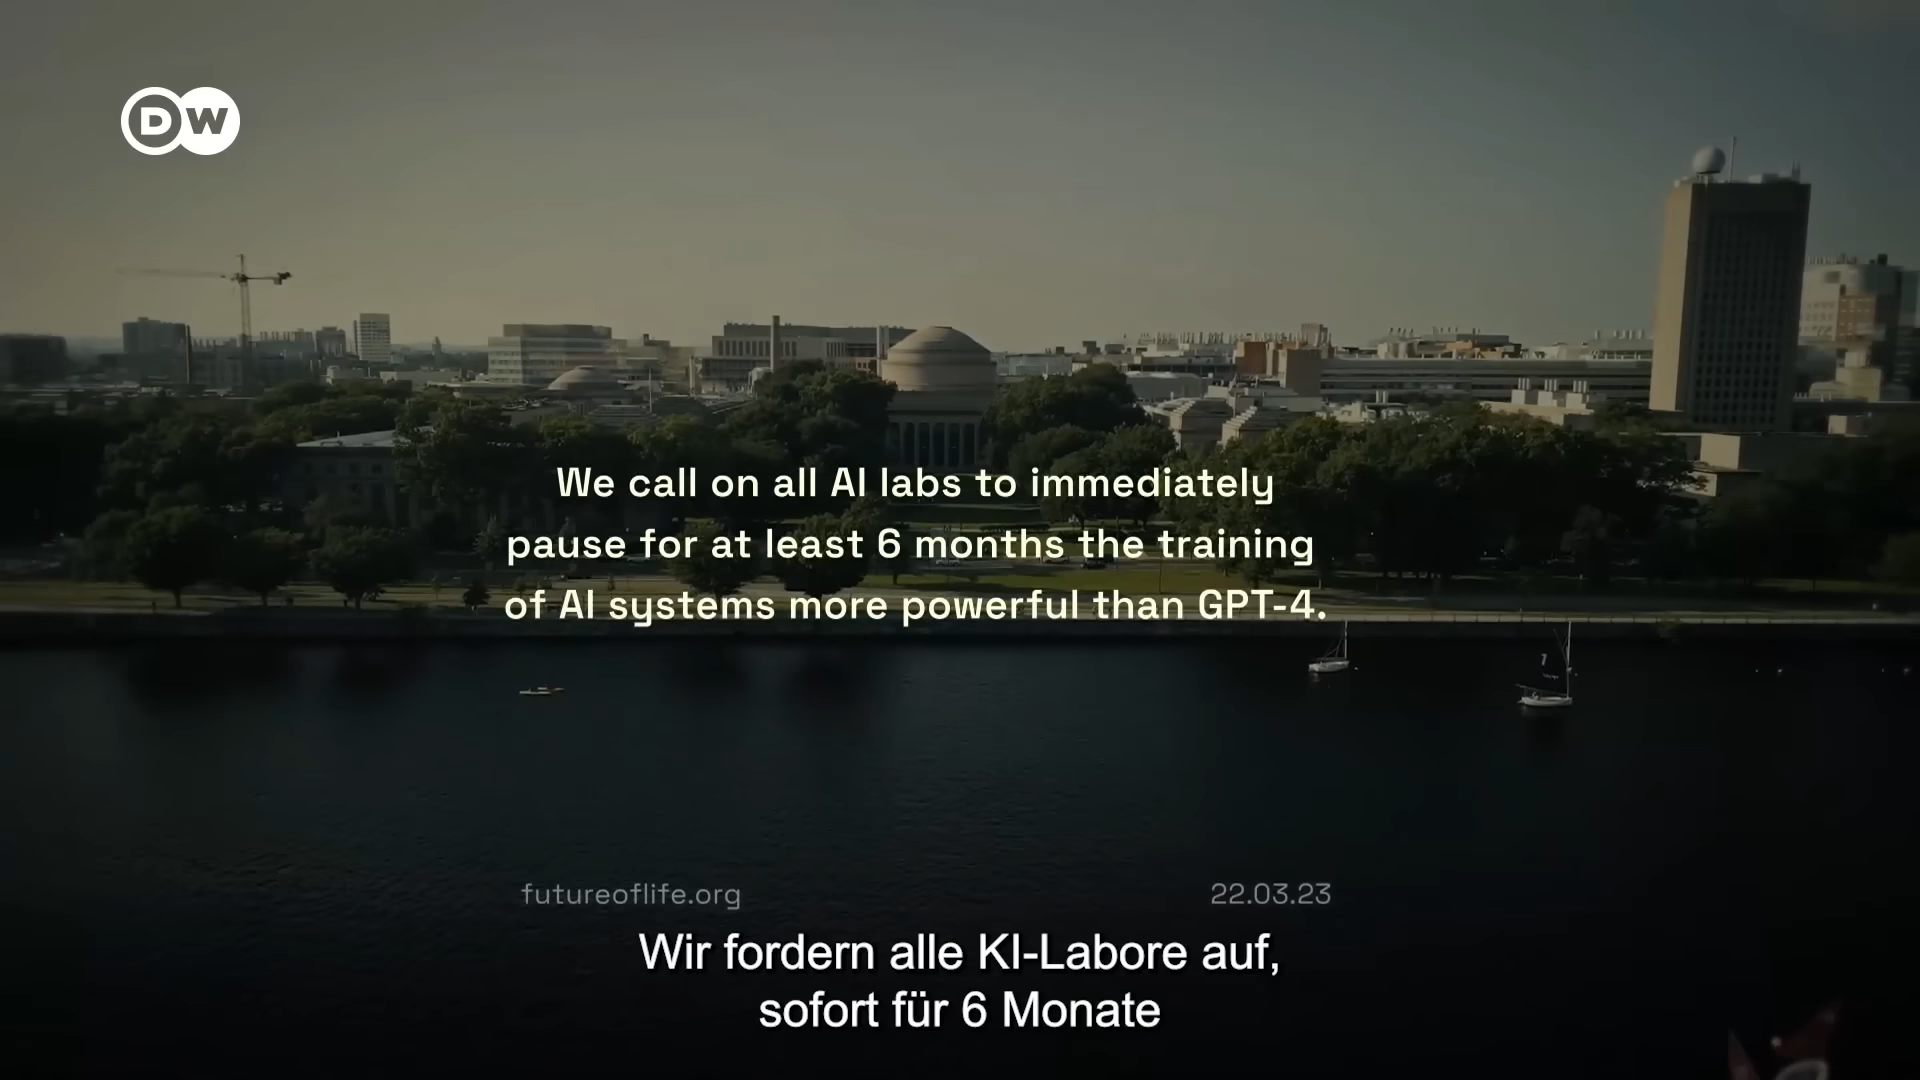 DW
We call on all AI labs to immediately
pause for at least 6 months the training
of AI systems more powerful than GPT-4.
futureoflife.org
22.03.23
Wir fordern alle KI-Labore auf,
sofort für 6 Monate